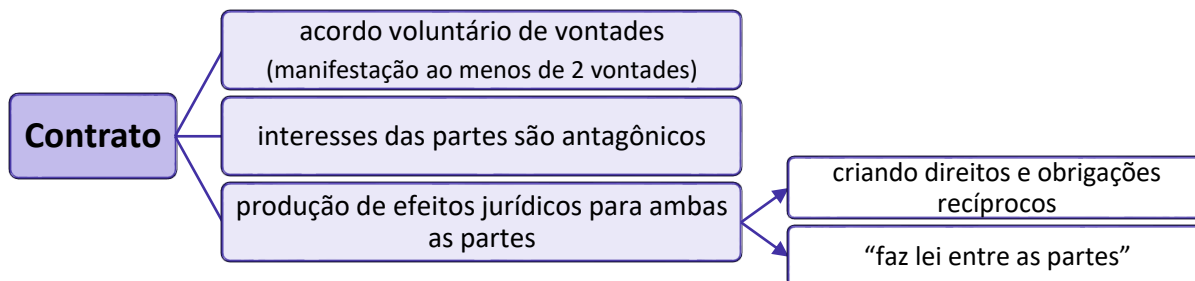 Contrato
acordo voluntário de vontades
(manifestação ao menos de 2 vontades)
interesses das partes são antagônicos
produção de efeitos jurídicos para ambas
as partes
criando direitos e obrigações
recíprocos
“faz lei entre as partes”